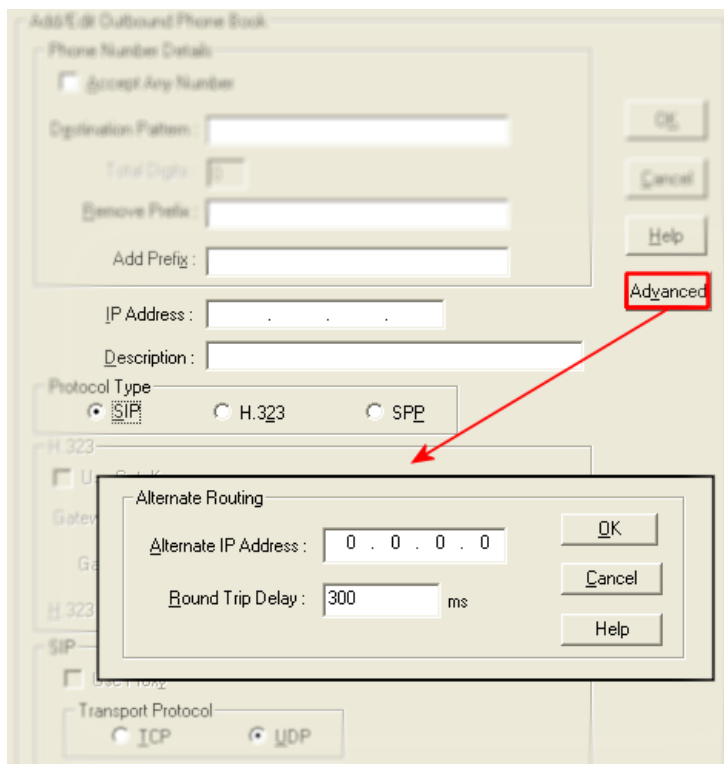 Add/Edit Outbound Phone Book
Phone Number Details
Accept Any Number
Destination Pattern :
OK
Total Digits : 0
Cancel
Remove Prefix :
Help
Add Prefix :
Advanced
IP Address : . . .
Description :
Protocol Type
SIP H.323 SPP
H.323
Alternate Routing
Alternate IP Address : 0 . 0 . 0 . 0
OK
Round Trip Delay : 300 ms
Cancel
Help
H.323
SIP
Transport Protocol
TCP UDP